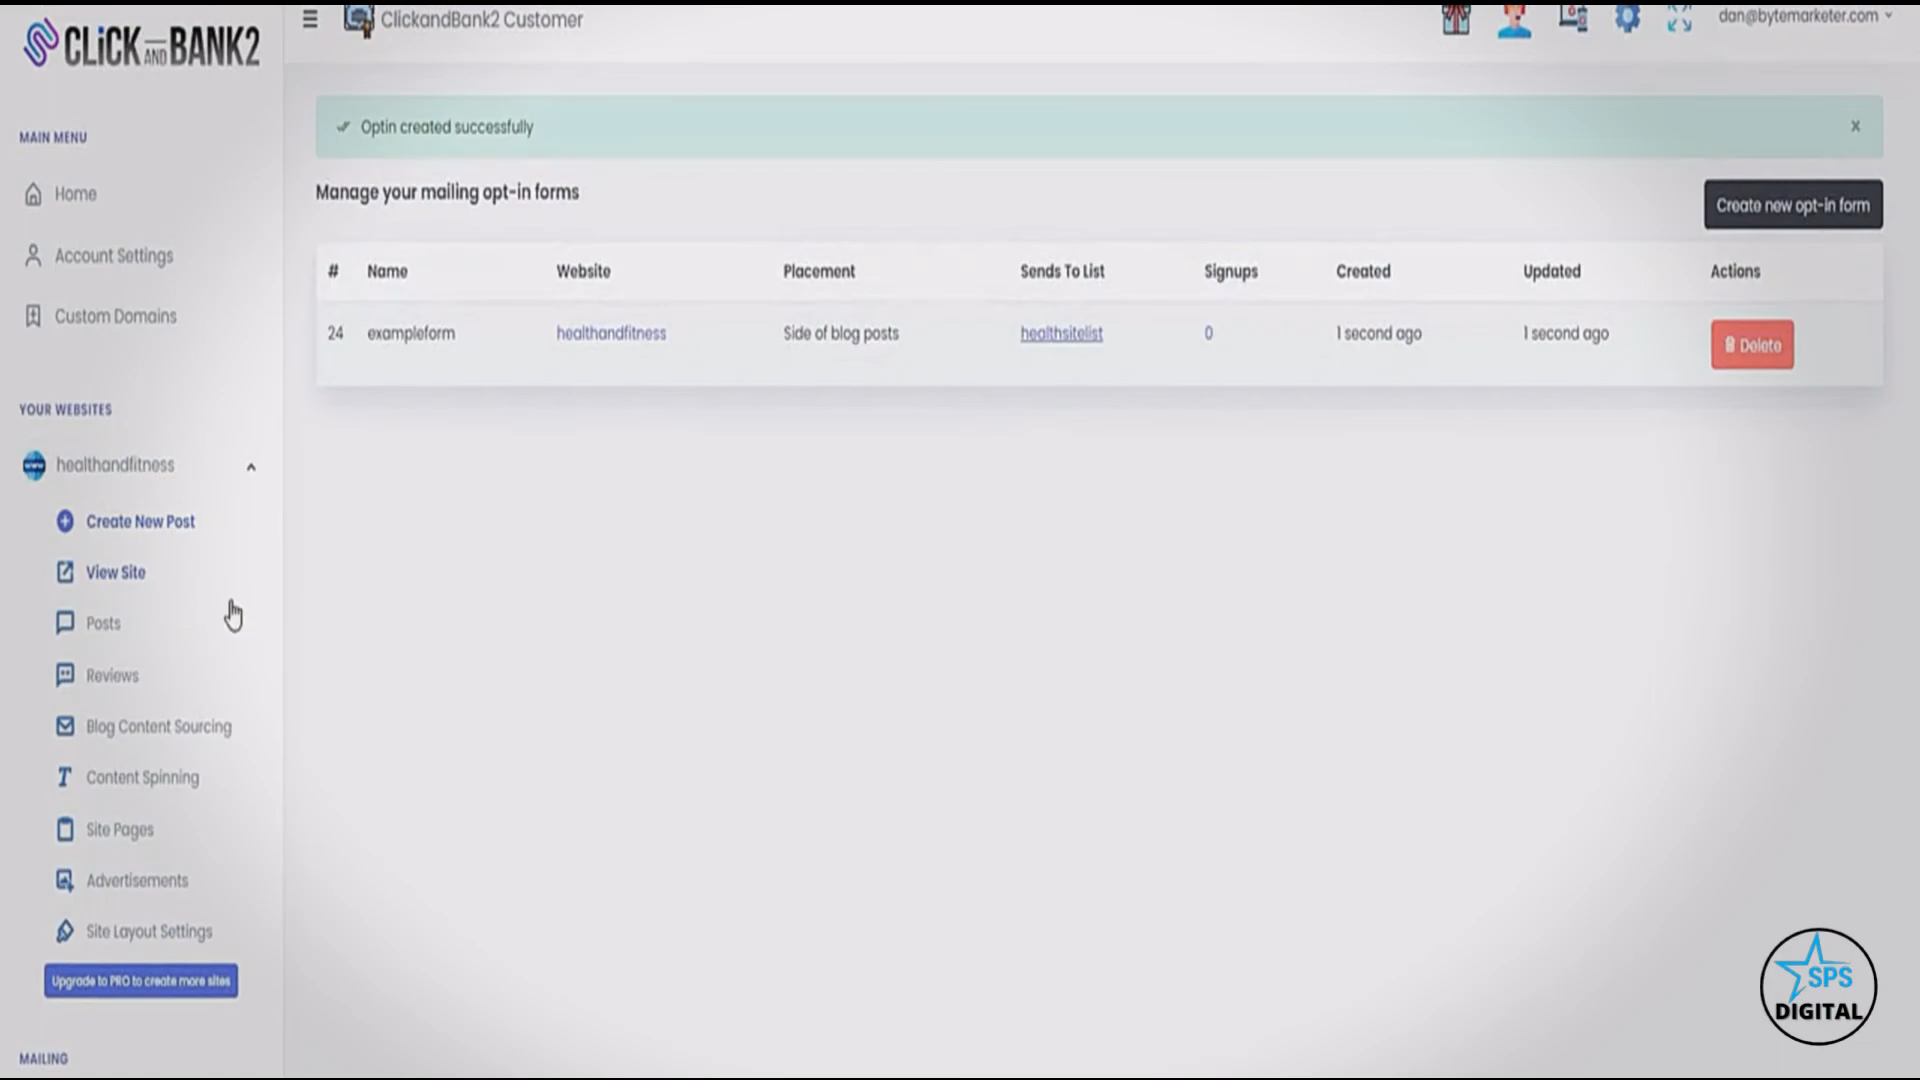 CLiCK AND BANK2
ClickandBank2 Customer
dan@bytemarketer.com
MAIN MENU
Home
Account Settings
Custom Domains
YOUR WEBSITES
healthandfitness
Create New Post
View Site
Posts
Reviews
Blog Content Sourcing
Content Spinning
Site Pages
Advertisements
Site Layout Settings
Upgrade to PRO to create more sites
MAILING
Optin created successfully
x
Manage your mailing opt-in forms
Create new opt-in form
# Name Website Placement Sends To List Signups Created Updated Actions
24 exampleform healthandfitness Side of blog posts healthsitelist 0 1 second ago 1 second ago Delete
SPS
DIGITAL